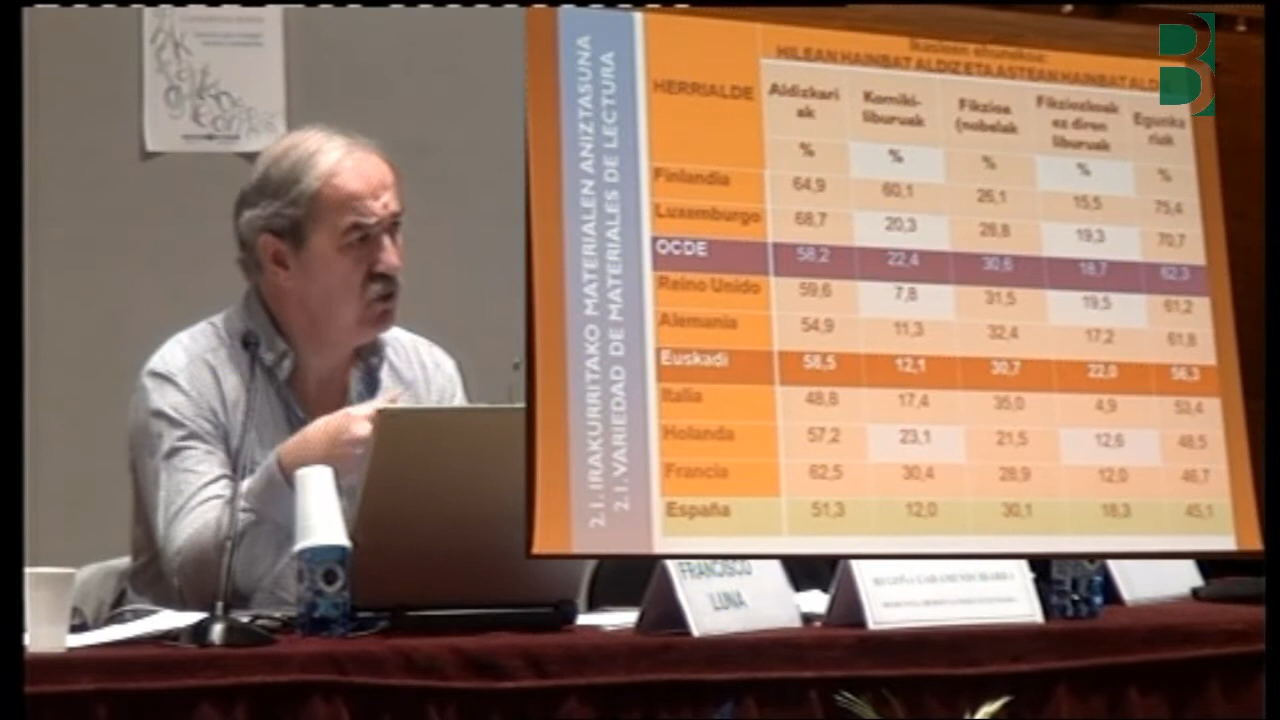 2.1. IRAKURRITAKO MATERIALEN ANIZTASUNA
2.1. VARIEDAD DE MATERIALES DE LECTURA
Ikasleen ehunekoa:
HILEAN HAINBAT ALDIZ ETA ASTEAN HAINBAT ALDIZ
HERRIALDE Aldizkariak Komiki-liburuak Fikzioa (nobelak Fikziozkoak ez diren liburuak Egunkariak
% % % % %
Finlandia 64,9 60,1 26,1 15,5 75,4
Luxemburgo 68,7 20,3 28,8 19,3 70,7
OCDE 58,2 22,4 30,6 18,7 62,3
Reino Unido 59,6 7,8 31,5 19,5 61,2
Alemania 54,9 11,3 32,4 17,2 61,8
Euskadi 58,5 12,1 30,7 22,0 56,3
Italia 48,8 17,4 35,0 4,9 53,4
Holanda 57,2 23,1 21,5 12,6 48,5
Francia 62,5 30,4 28,9 12,0 46,7
España 51,3 12,0 30,1 18,3 45,1
FRANCISCO
LUNA
B